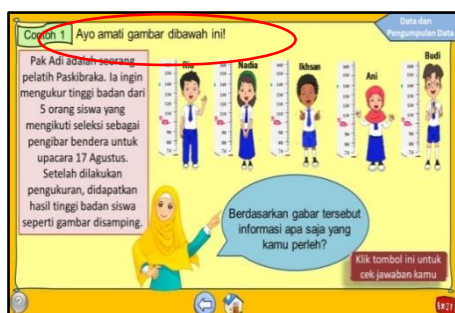 Contoh 1
Ayo amati gambar dibawah ini!
Data dan
Pengumpulan Data
Pak Adi adalah seorang
pelatih Paskibraka. Ia ingin
mengukur tinggi badan dari
5 orang siswa yang
mengikuti seleksi sebagai
pengibar bendera untuk
upacara 17 Agustus.
Setelah dilakukan
pengukuran, didapatkan
hasil tinggi badan siswa
seperti gambar disamping.
Nadia
Ikhsan
Ani
Budi
Berdasarkan gabar tersebut
informasi apa saja yang
kamu perleh?
Klik tombol ini untuk
cek jawaban kamu
?
EXIT